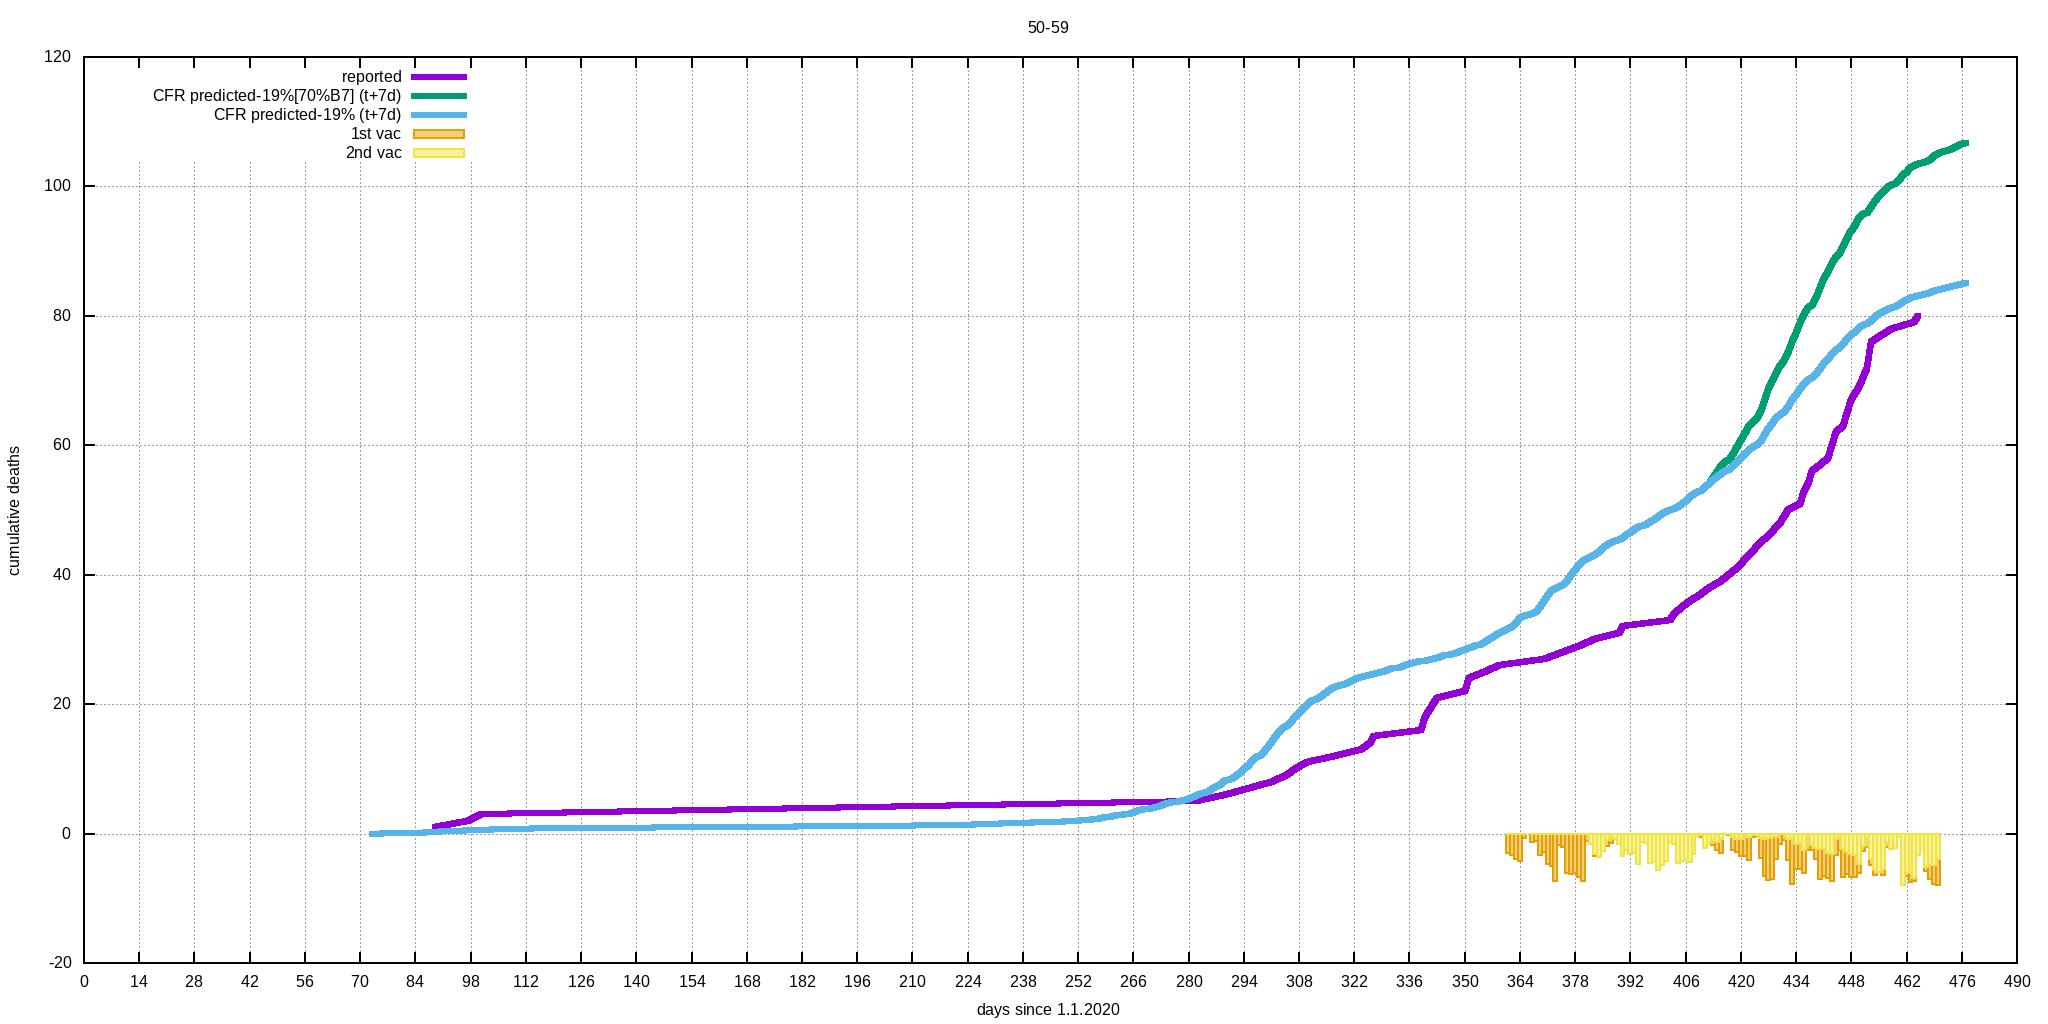 50-59
120
100
80
60
40
20
0
-20
cumulative deaths
reported
CFR predicted-19%[70%B7] (t+7d)
CFR predicted-19% (t+7d)
1st vac
2nd vac
0 14 28 42 56 70 84 98 112 126 140 154 168 182 196 210 224 238 252 266 280 294 308 322 336 350 364 378 392 406 420 434 448 462 476 490
days since 1.1.2020